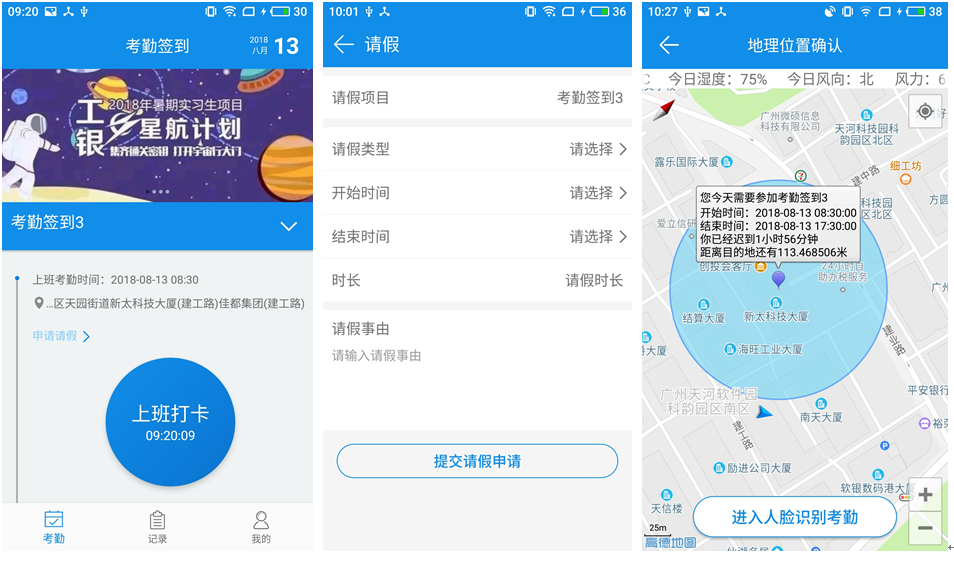 09:20
30
考勤签到
2018
八月
13
2018年暑期实习生项目
工银星航计划
集齐通关密钥 打开宇宙行大门
考勤签到3
上班考勤时间：2018-08-13 08:30
...区天园街道新太科技大厦(建工路)佳都集团(建工路)
申请请假
上班打卡
09:20:09
考勤
记录
我的
10:01
36
请假
请假项目
考勤签到3
请假类型
请选择
开始时间
请选择
结束时间
请选择
时长
请假时长
请假事由
请输入请假事由
提交请假申请
10:27
38
地理位置确认
C 今日湿度：75% 今日风向：北 风力：6
广州微硕信息
科技有限公司
天河科技园科
韵园区北区
露乐国际大厦
建中路
细工坊
方圆
科技园
区北区
爱立信研
您今天需要参加考勤签到3
开始时间：2018-08-13 08:30:00
结束时间：2018-08-13 17:30:00
你已经迟到1小时56分钟
距离目的地还有113.468506米
创投会客厅
24小时自
助办税服务
广州
结算大厦
新太科技大厦
建业路
大厦
海旺工业大厦
平安银行
广州天河软件园
科韵园区南区
南天大厦
裕荣
建工路
P
励进公司大厦
软银数码港大厦
天信楼
进入人脸识别考勤
25m
高德地图